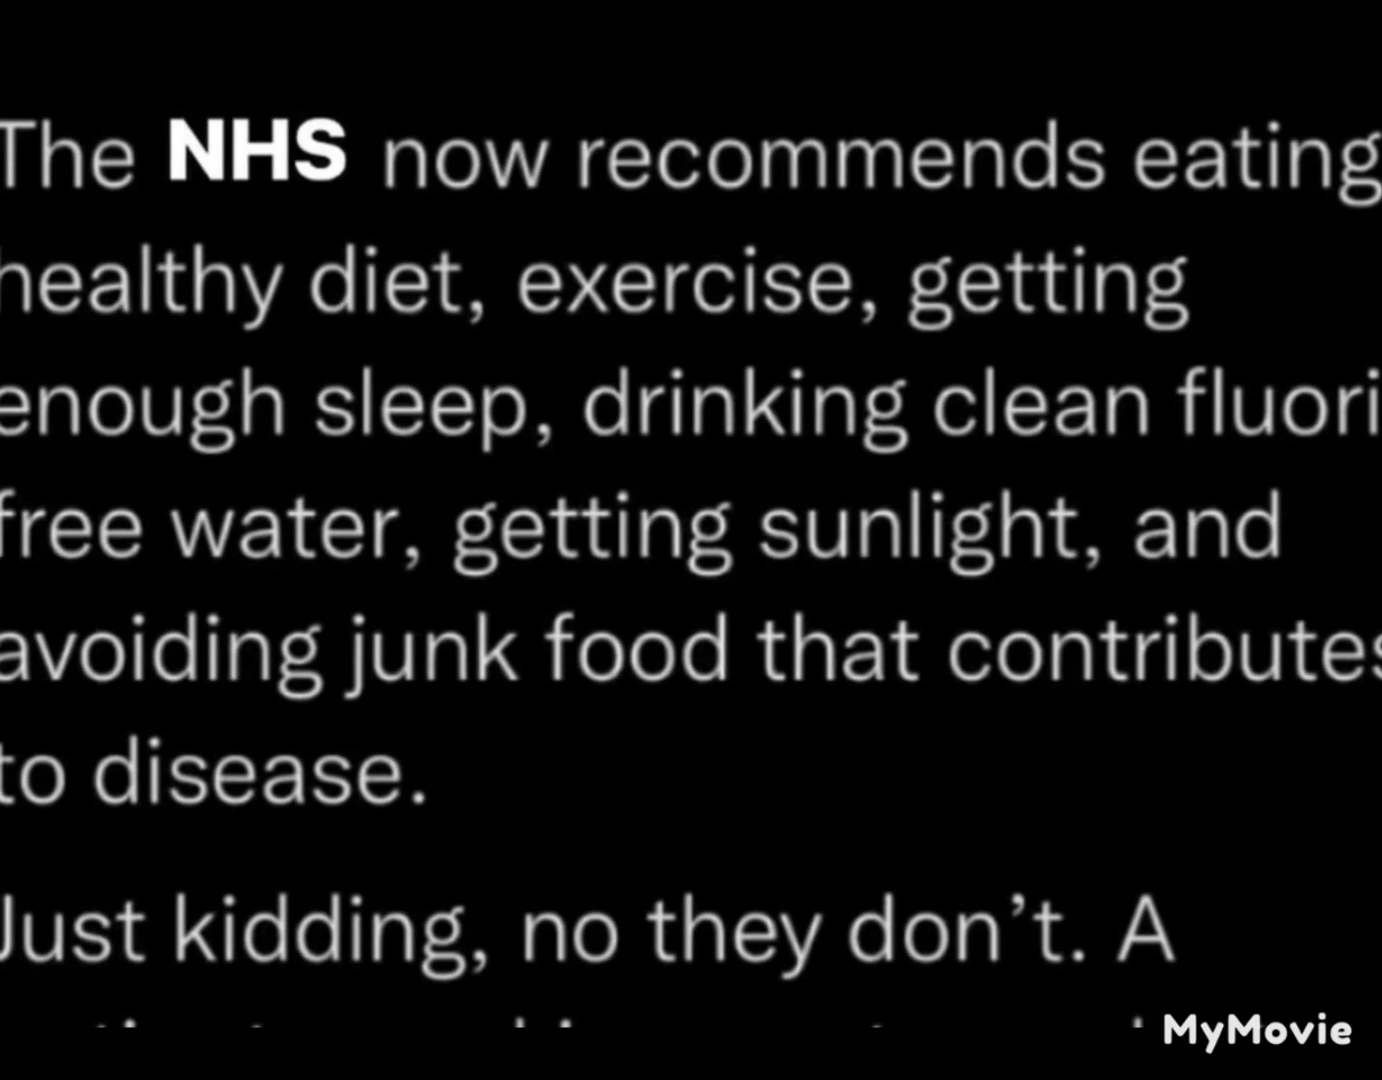 The NHS now recommends eating
healthy diet, exercise, getting
enough sleep, drinking clean fluori
free water, getting sunlight, and
avoiding junk food that contributes
to disease.
Just kidding, no they don’t. A
MyMovie